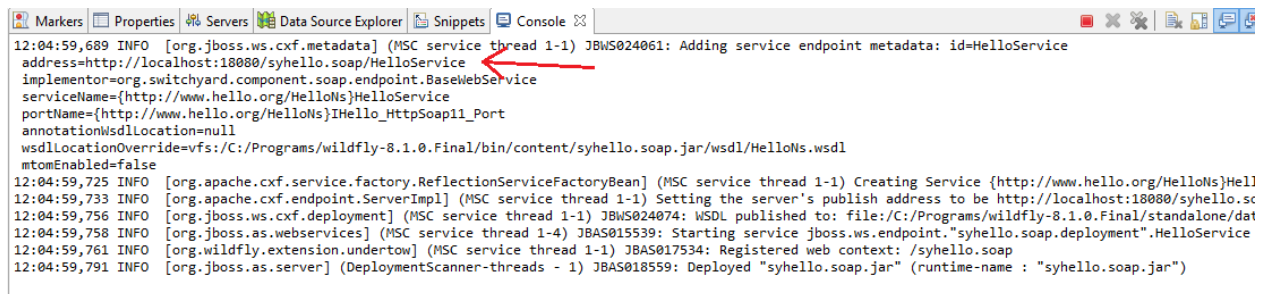 Markers Properties Servers Data Source Explorer Snippets Console
12:04:59,689 INFO [org.jboss.ws.cxf.metadata] (MSC service thread 1-1) JBWS024061: Adding service endpoint metadata: id=HelloService
address=http://localhost:18080/syhello.soap/HelloService
implementor=org.switchyard.component.soap.endpoint.BaseWebService
serviceName={http://www.hello.org/HelloNs}HelloService
portName={http://www.hello.org/HelloNs}IHello_HttpSoap11_Port
annotationWsdlLocation=null
wsdlLocationOverride=vfs:/C:/Programs/wildfly-8.1.0.Final/bin/content/syhello.soap.jar/wsdl/HelloNs.wsdl
mtomEnabled=false
12:04:59,725 INFO [org.apache.cxf.service.factory.ReflectionServiceFactoryBean] (MSC service thread 1-1) Creating Service {http://www.hello.org/HelloNs}Hell
12:04:59,733 INFO [org.apache.cxf.endpoint.ServerImpl] (MSC service thread 1-1) Setting the server's publish address to be http://localhost:18080/syhello.so
12:04:59,756 INFO [org.jboss.ws.cxf.deployment] (MSC service thread 1-1) JBWS024074: WSDL published to: file:/C:/Programs/wildfly-8.1.0.Final/standalone/dat
12:04:59,758 INFO [org.jboss.as.webservices] (MSC service thread 1-4) JBAS015539: Starting service jboss.ws.endpoint."syhello.soap.deployment".HelloService
12:04:59,761 INFO [org.wildfly.extension.undertow] (MSC service thread 1-1) JBAS017534: Registered web context: /syhello.soap
12:04:59,791 INFO [org.jboss.as.server] (DeploymentScanner-threads - 1) JBAS018559: Deployed "syhello.soap.jar" (runtime-name : "syhello.soap.jar")